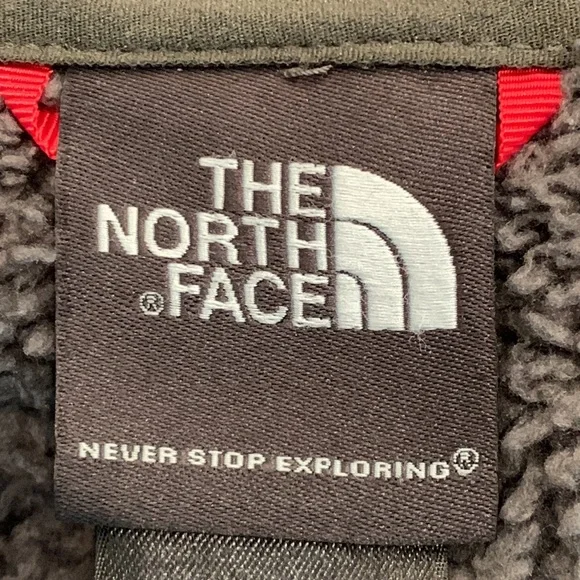 THE
NORTH
® FACE
NEVER STOP EXPLORING®